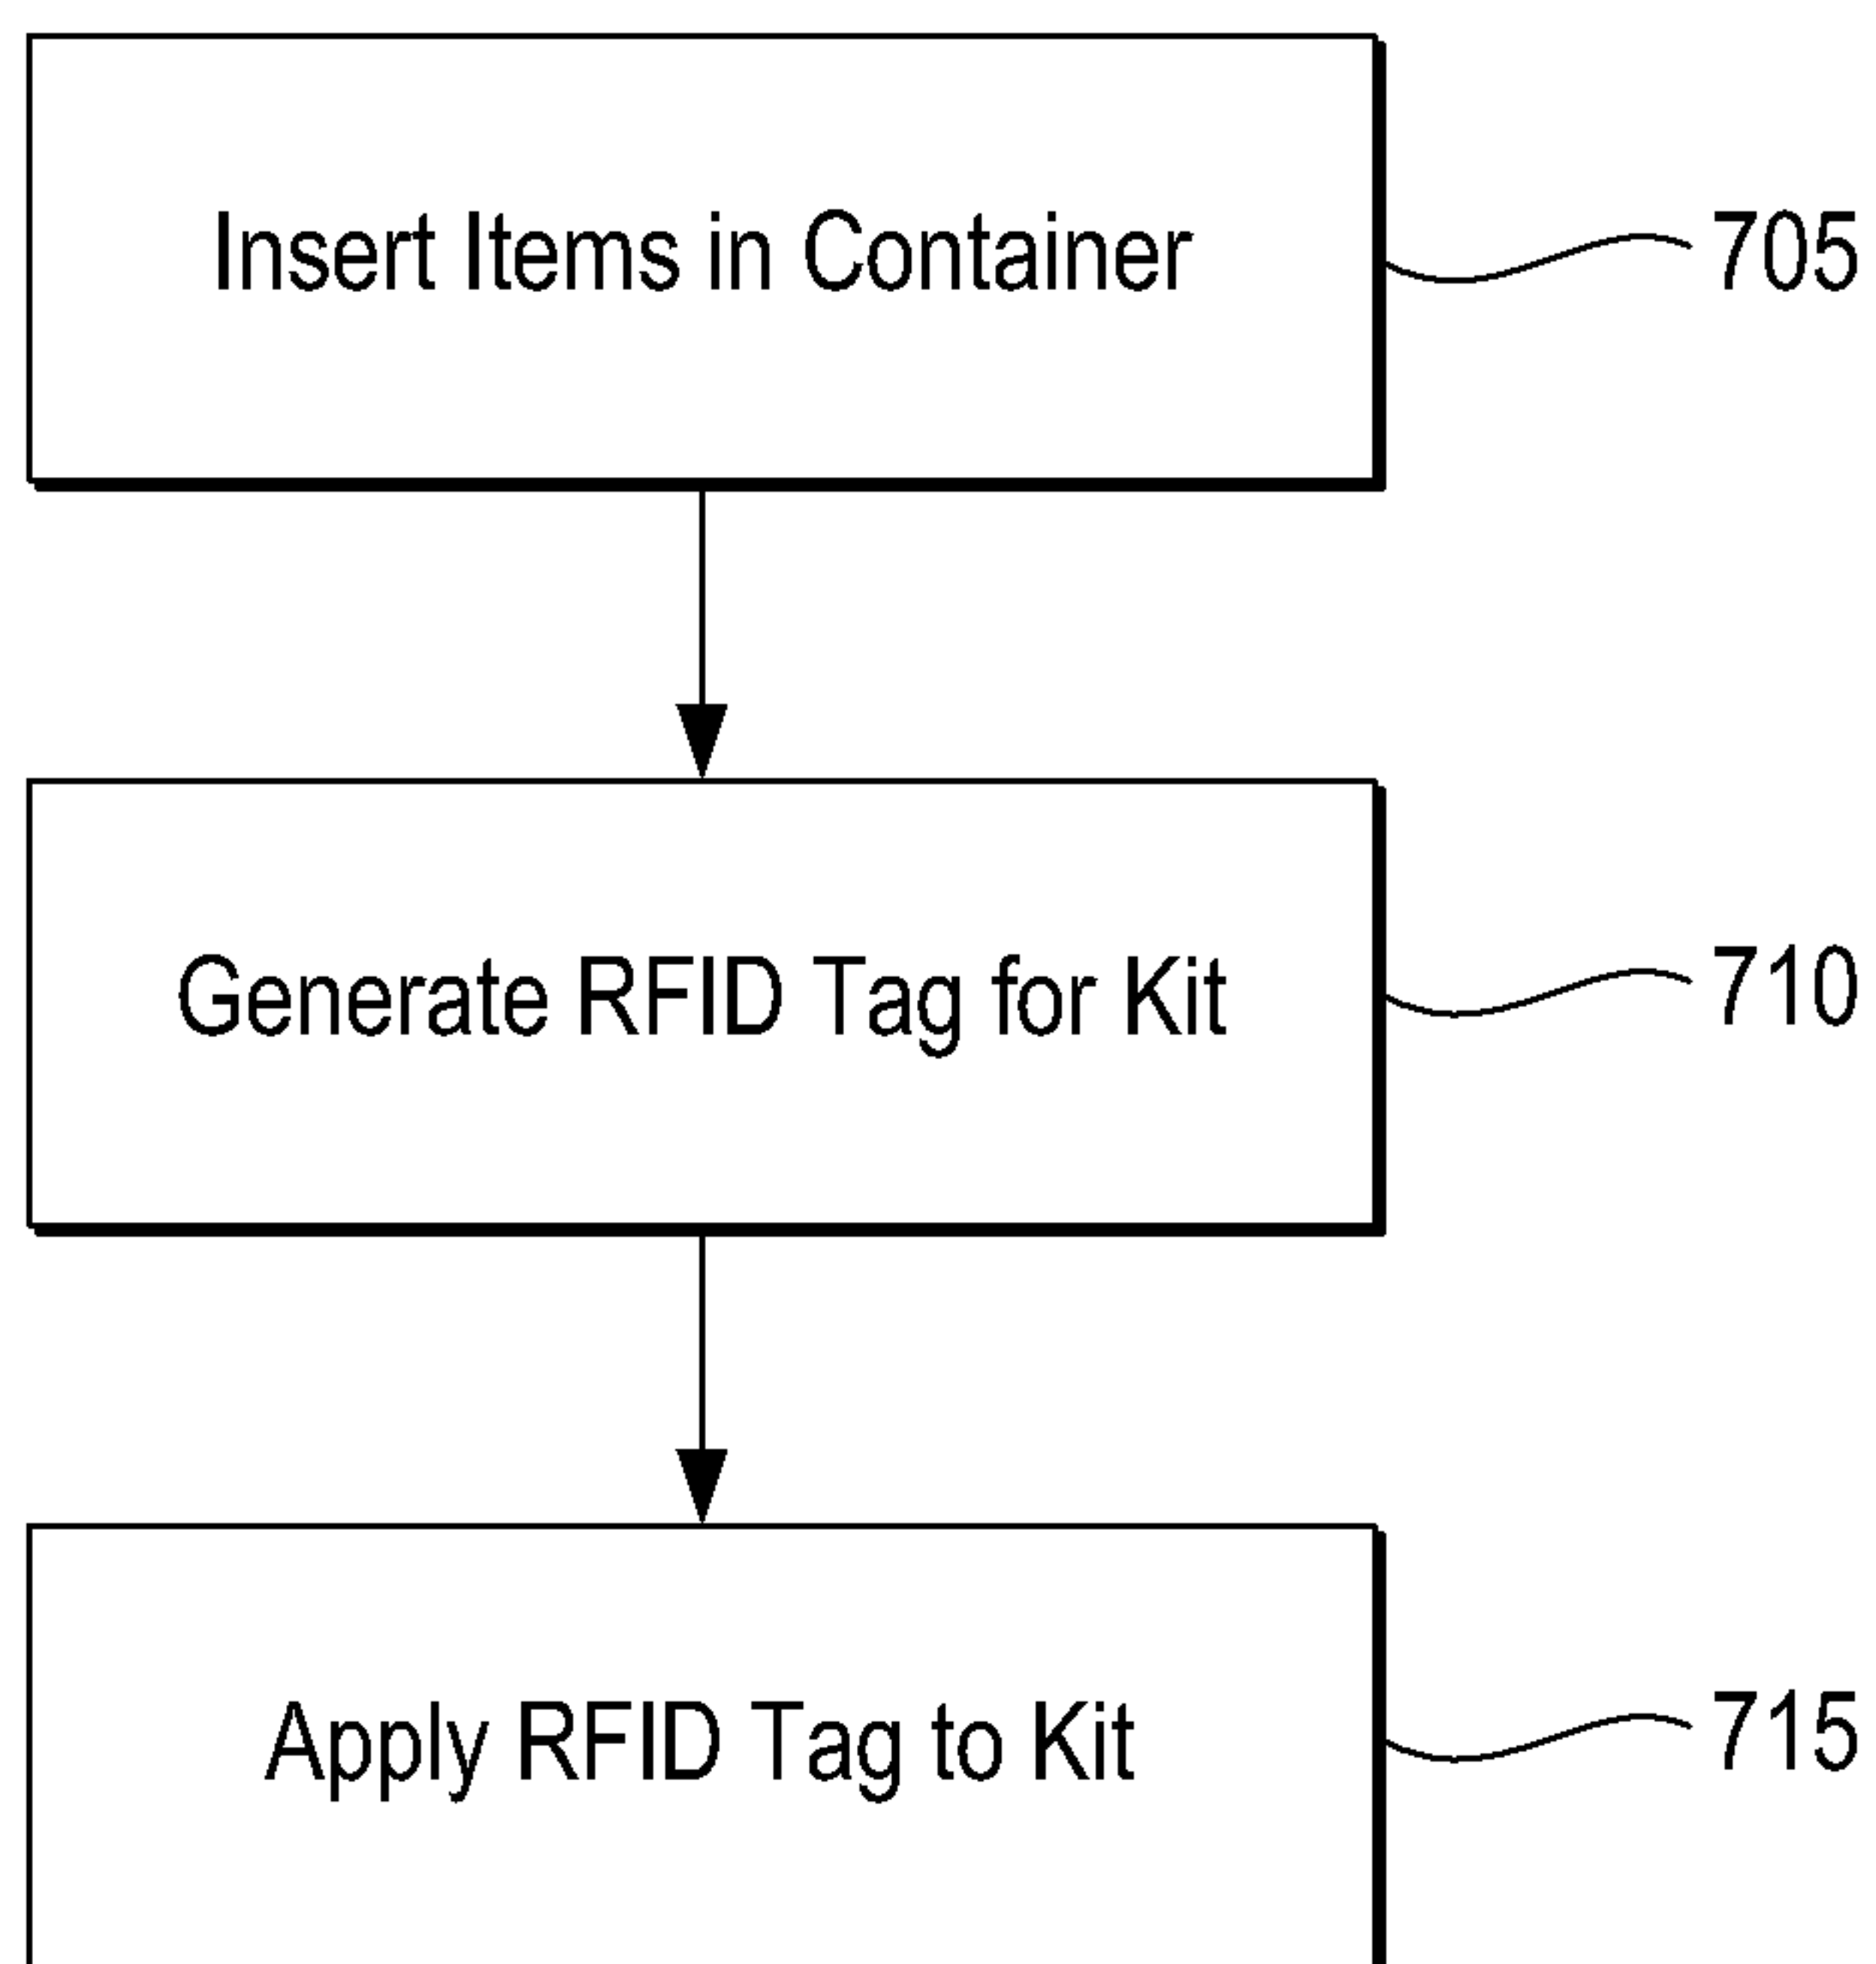 Insert Items in Container
705
Generate RFID Tag for Kit
710
Apply RFID Tag to Kit
715